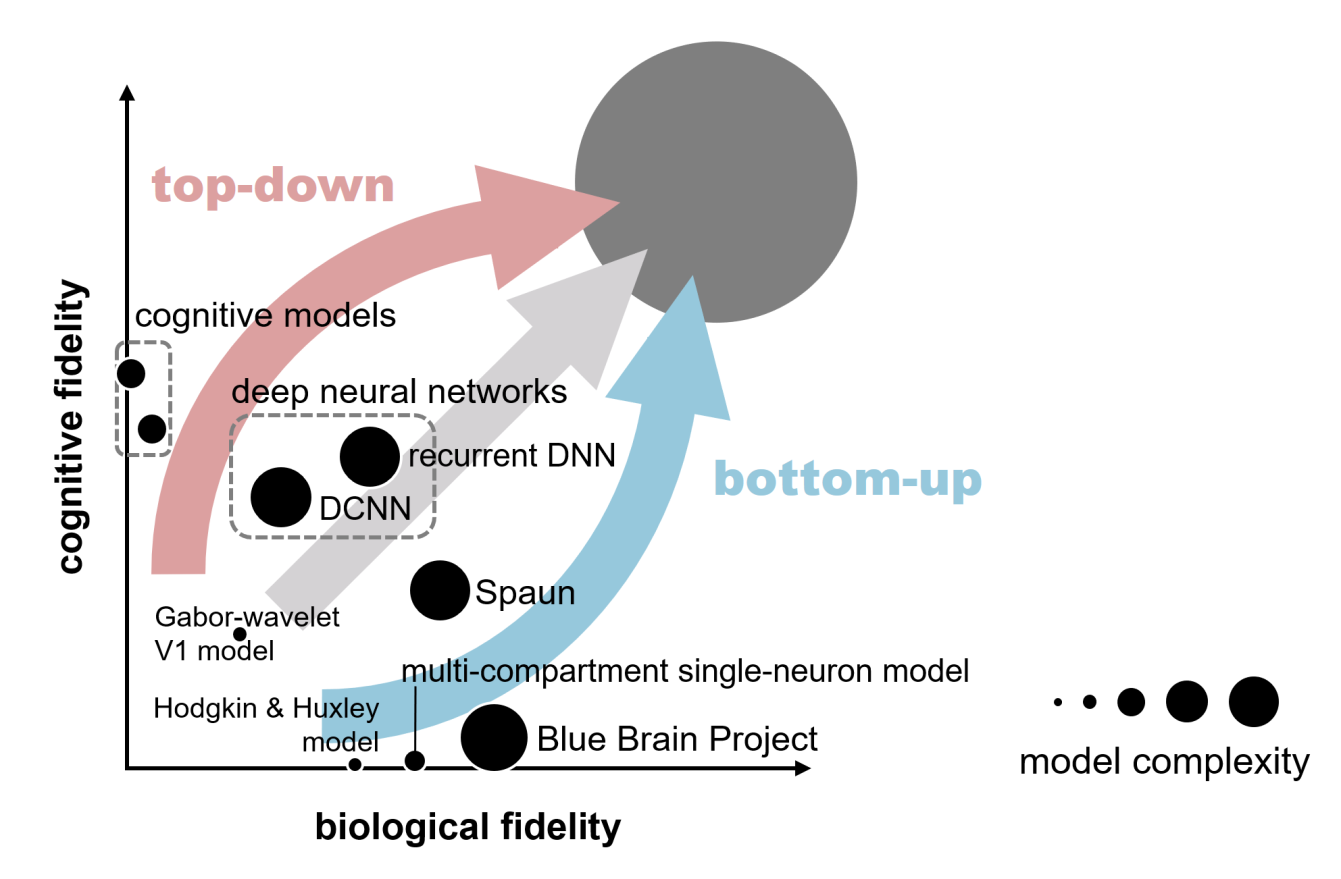 top-down
cognitive models
cognitive fidelity
deep neural networks
recurrent DNN
DCNN
bottom-up
Spaun
Gabor-wavelet
V1 model
multi-compartment single-neuron model
Hodgkin & Huxley
model
Blue Brain Project
model complexity
biological fidelity